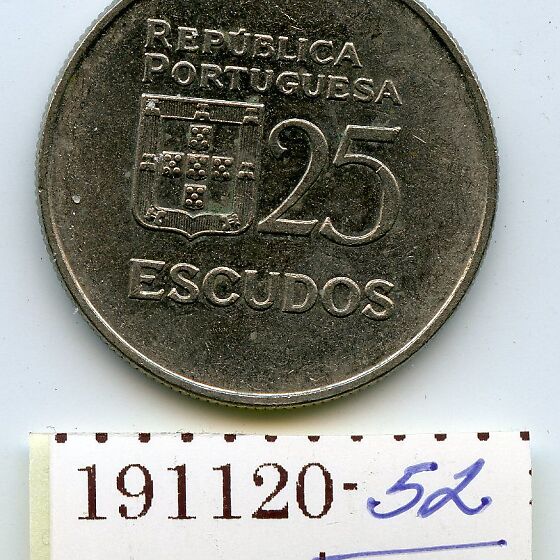 REPÚBLICA
PORTUGUESA
25
ESCUDOS
191120-52